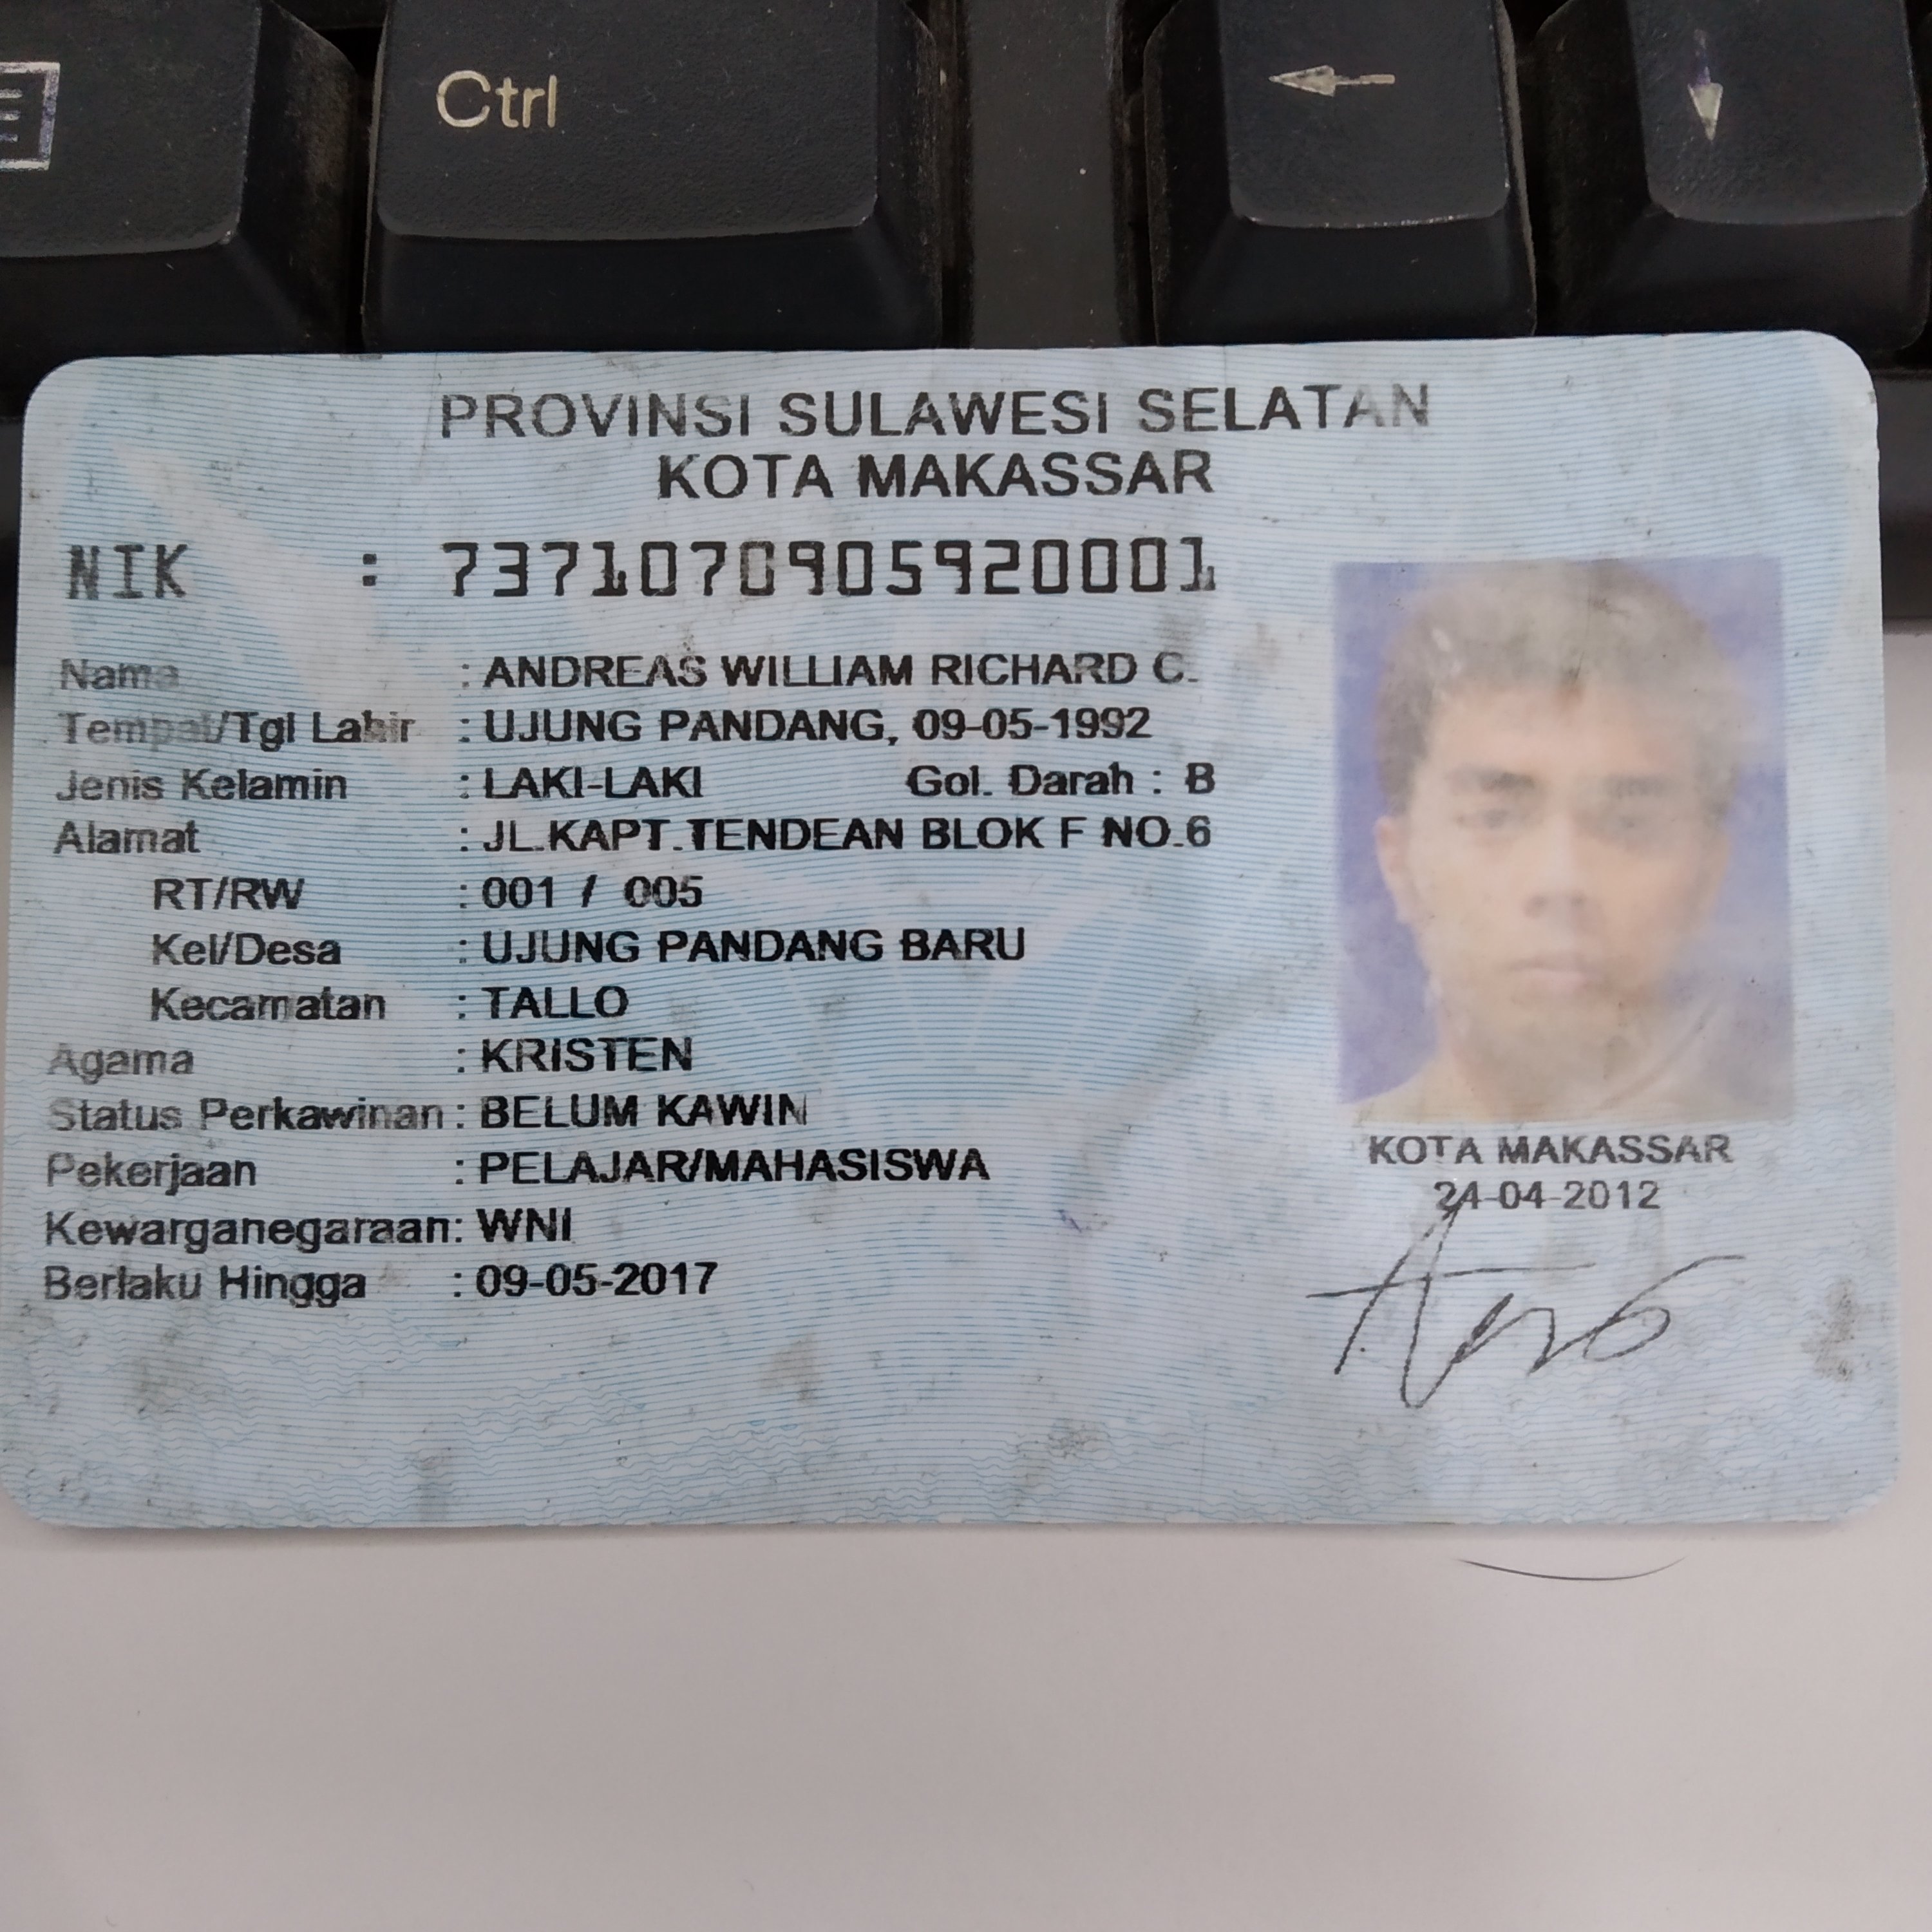 Ctrl
PROVINSI SULAWESI SELATAN
KOTA MAKASSAR
NIK : 7371070905920001
Nama : ANDREAS WILLIAM RICHARD C.
Tempat/Tgl Lahir : UJUNG PANDANG, 09-05-1992
Jenis Kelamin : LAKI-LAKI Gol. Darah : B
Alamat : JL.KAPT.TENDEAN BLOK F NO.6
RT/RW : 001 / 005
Kel/Desa : UJUNG PANDANG BARU
Kecamatan : TALLO
Agama : KRISTEN
Status Perkawinan : BELUM KAWIN
Pekerjaan : PELAJAR/MAHASISWA
Kewarganegaraan: WNI
Berlaku Hingga : 09-05-2017
KOTA MAKASSAR
24-04-2012